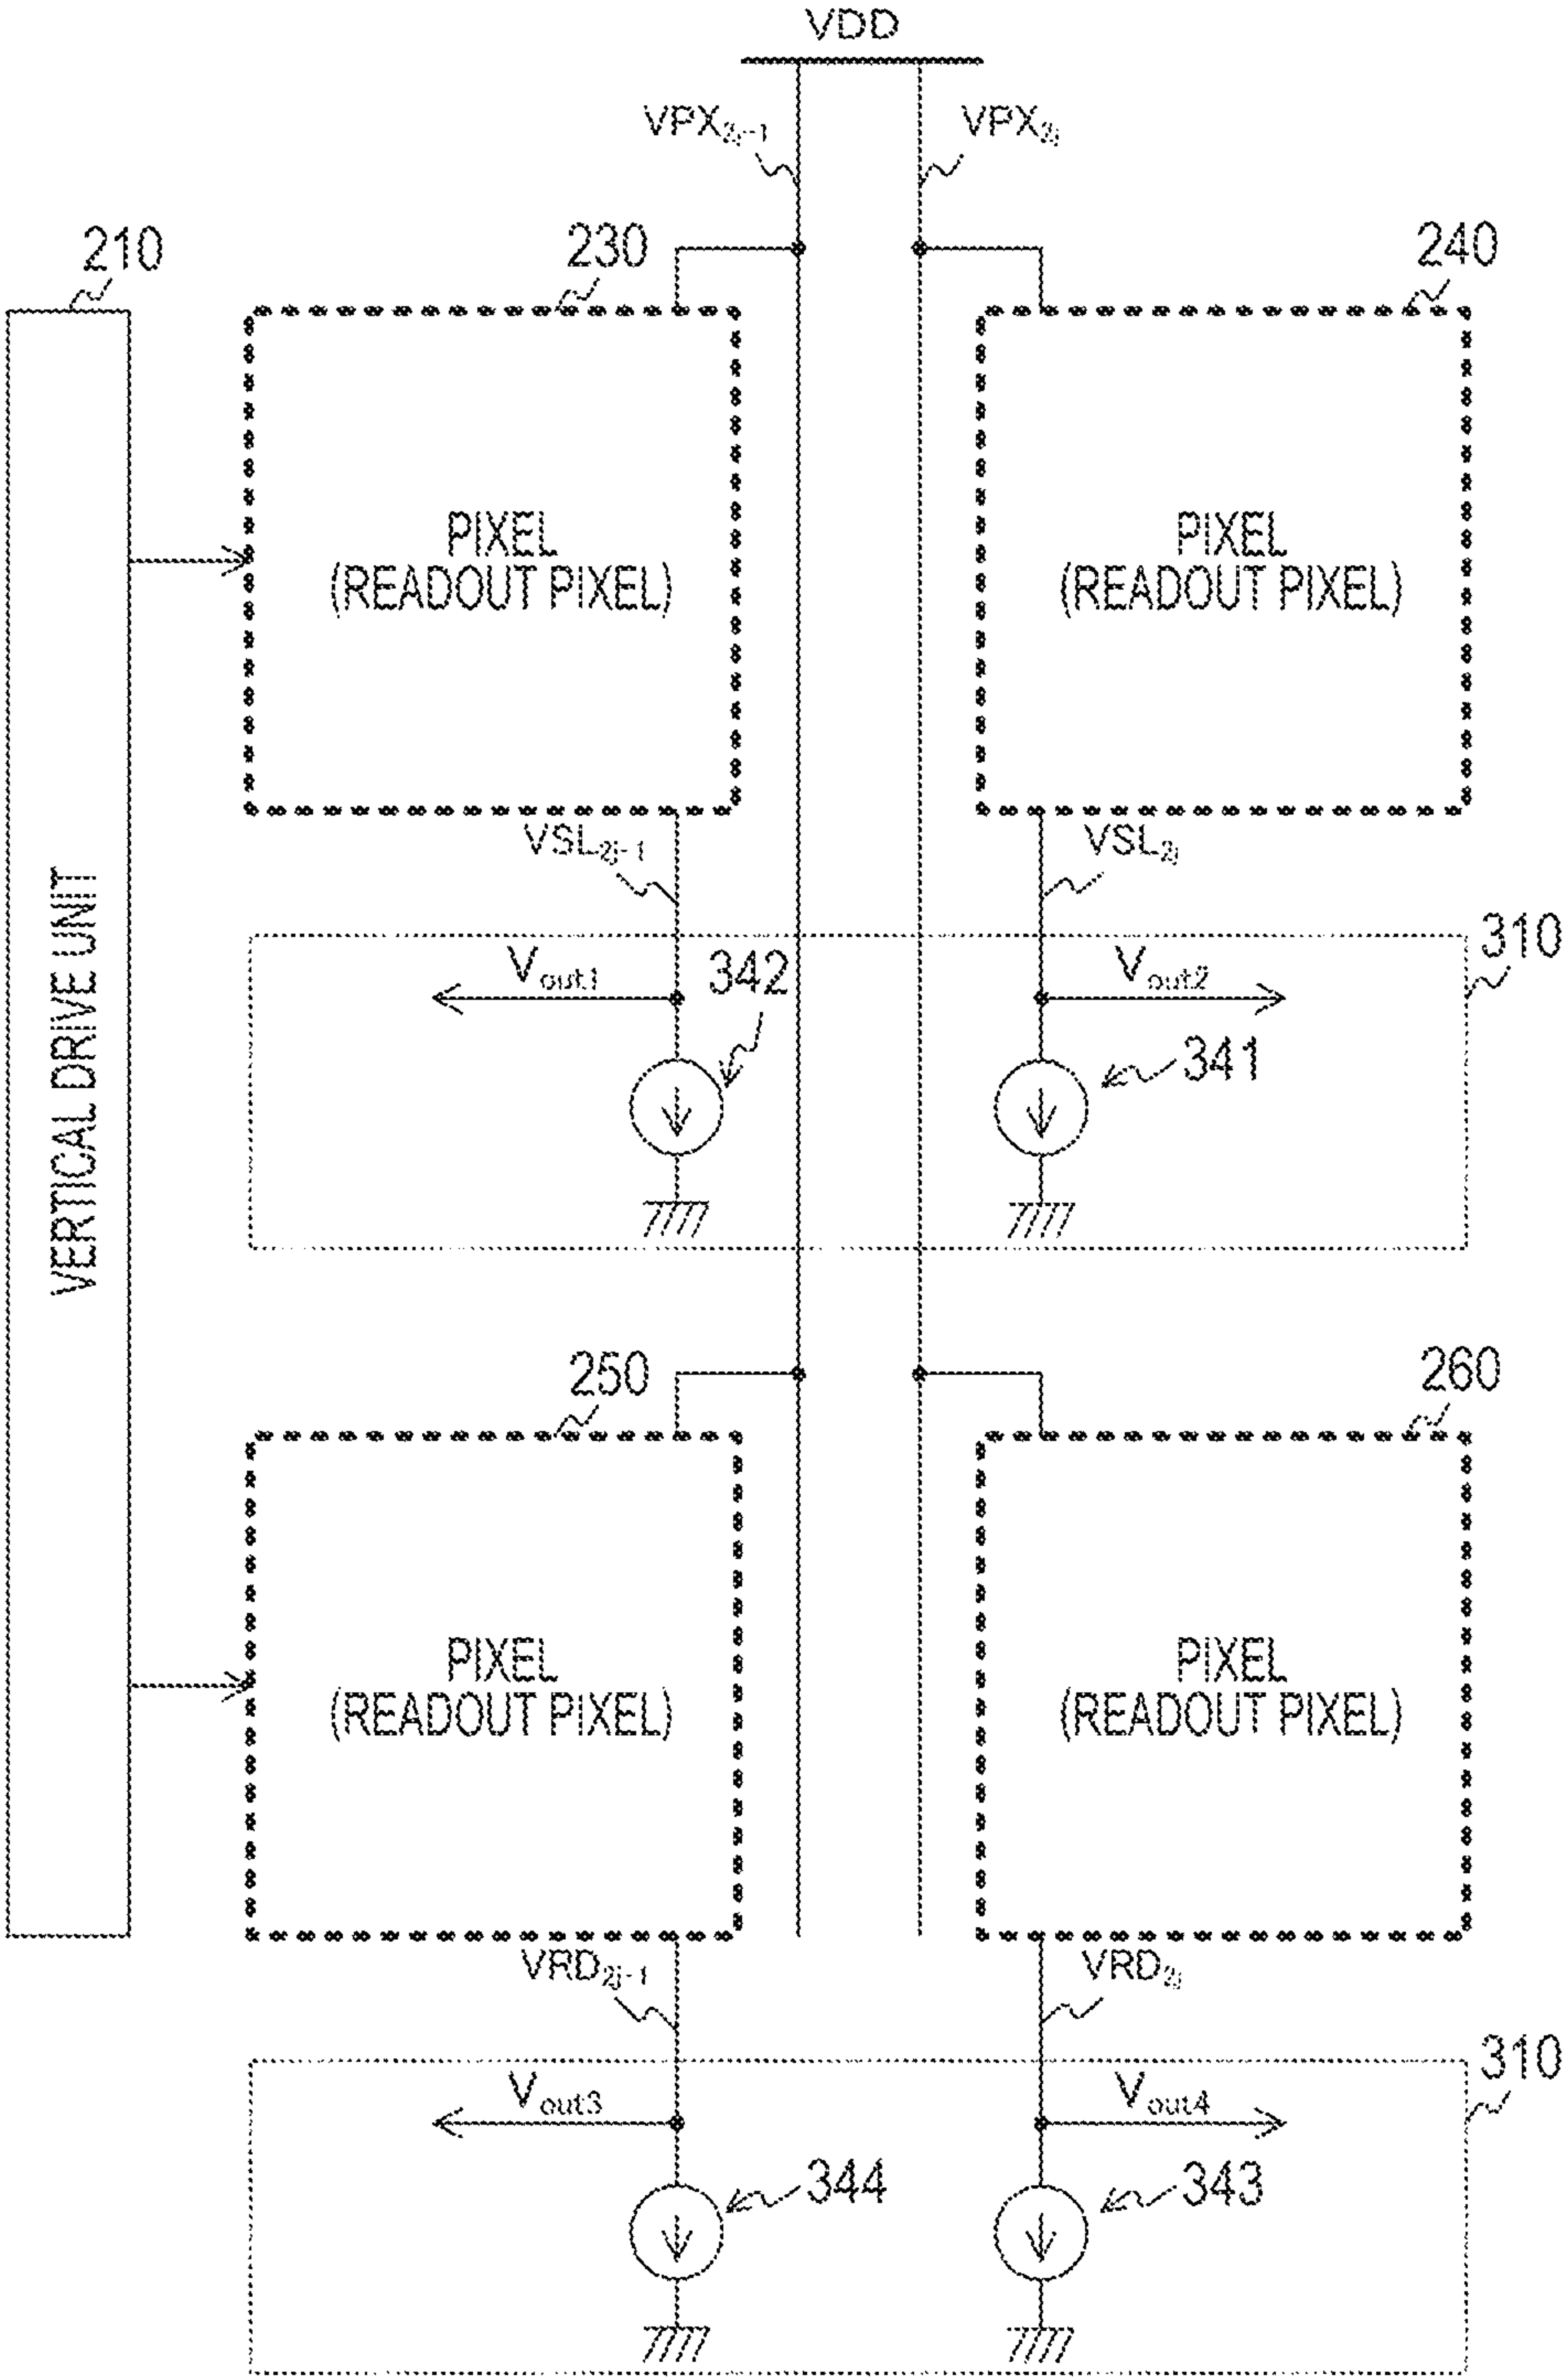 VDD
VPX2j-1
VPX2j
210
230
240
PIXEL
(READOUT PIXEL)
PIXEL
(READOUT PIXEL)
VERTICAL DRIVE UNIT
VSL2j-1
VSL2j
310
Vout1
342
Vout2
341
250
260
PIXEL
(READOUT PIXEL)
PIXEL
(READOUT PIXEL)
VRD2j-1
VRD2j
310
Vout3
Vout4
344
343